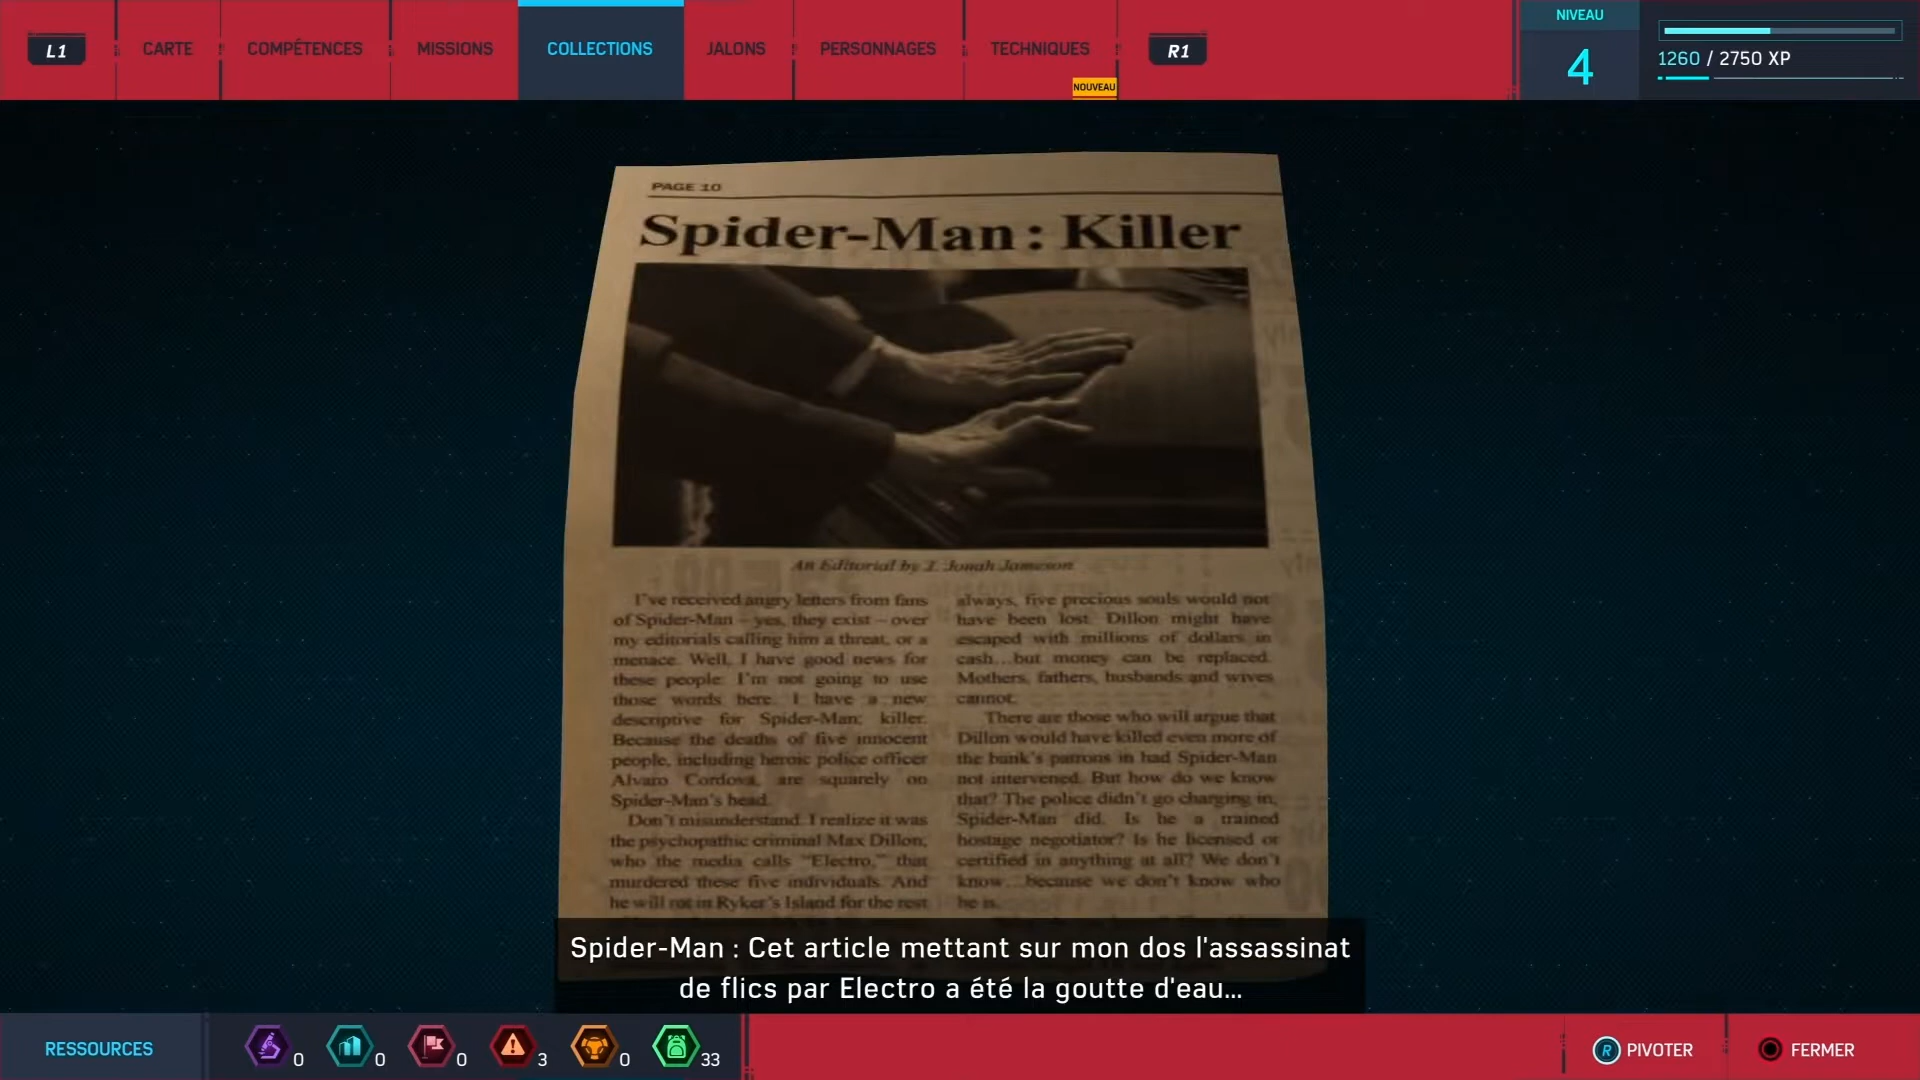 L1
CARTE
COMPÉTENCES
MISSIONS
COLLECTIONS
JALONS
PERSONNAGES
TECHNIQUES
NOUVEAU
R1
NIVEAU
4
1260 / 2750 XP
PAGE 10
Spider-Man : Killer
An Editorial by J. Jonah Jameson
I've received angry letters from fans
of Spider-Man – yes, they exist – over
my editorials calling him a threat, or a
menace. Well, I have good news for
these people: I'm not going to use
those words here. I have a new
descriptive for Spider-Man: killer.
Because the deaths of five innocent
people, including heroic police officer
Alvaro Cordova, are squarely on
Spider-Man's head.
Don't misunderstand. I realize it was
the psychopathic criminal Max Dillon,
who the media calls "Electro," that
murdered these five individuals. And
he will rot in Ryker's Island for the rest
always, five precious souls would not
have been lost. Dillon might have
escaped with millions of dollars in
cash...but money can be replaced.
Mothers, fathers, husbands and wives
cannot.
There are those who will argue that
Dillon would have killed even more of
the bank's patrons in had Spider-Man
not intervened. But how do we know
that? The police didn't go charging in,
Spider-Man did. Is he a trained
hostage negotiator? Is he licensed or
certified in anything at all? We don't
know...because we don't know who
he is.
Spider-Man : Cet article mettant sur mon dos l'assassinat
de flics par Electro a été la goutte d'eau...
RESSOURCES
0
0
0
3
0
33
R PIVOTER
FERMER